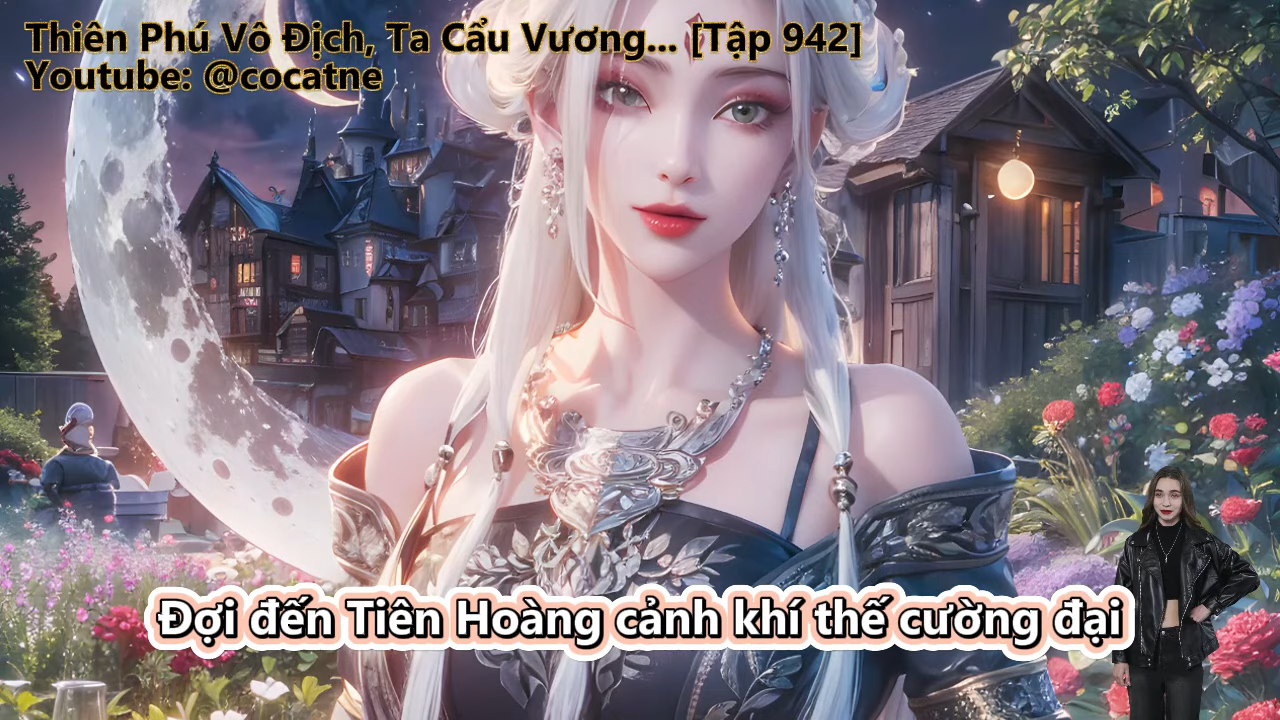 Thiên Phú Vô Địch, Ta Cẩu Vương... [Tập 942]
Youtube: @cocatne
Đợi đến Tiên Hoàng cảnh khí thế cường đại